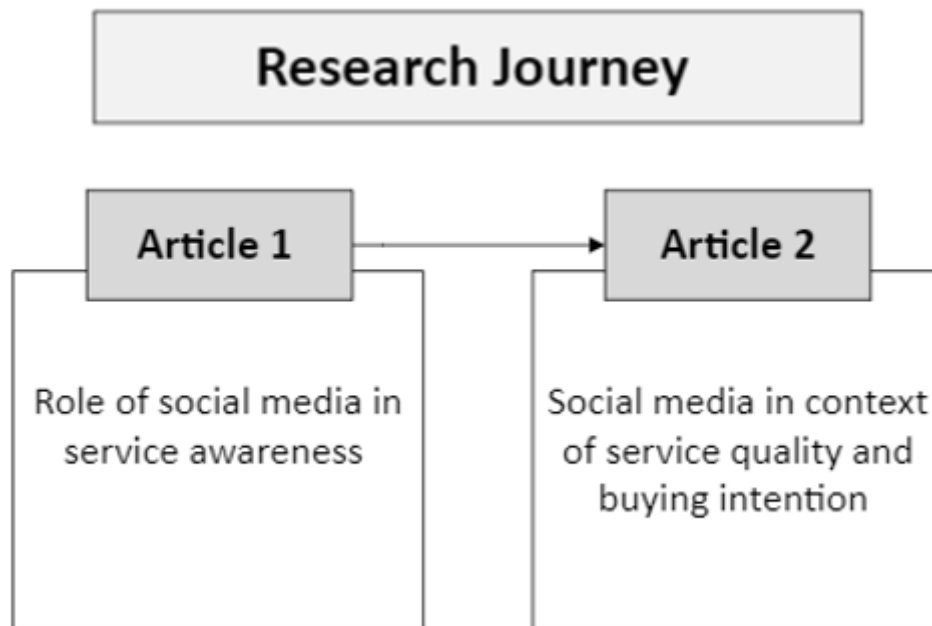 Research Journey
Article 1
Article 2
Role of social media in
service awareness
Social media in context
of service quality and
buying intention